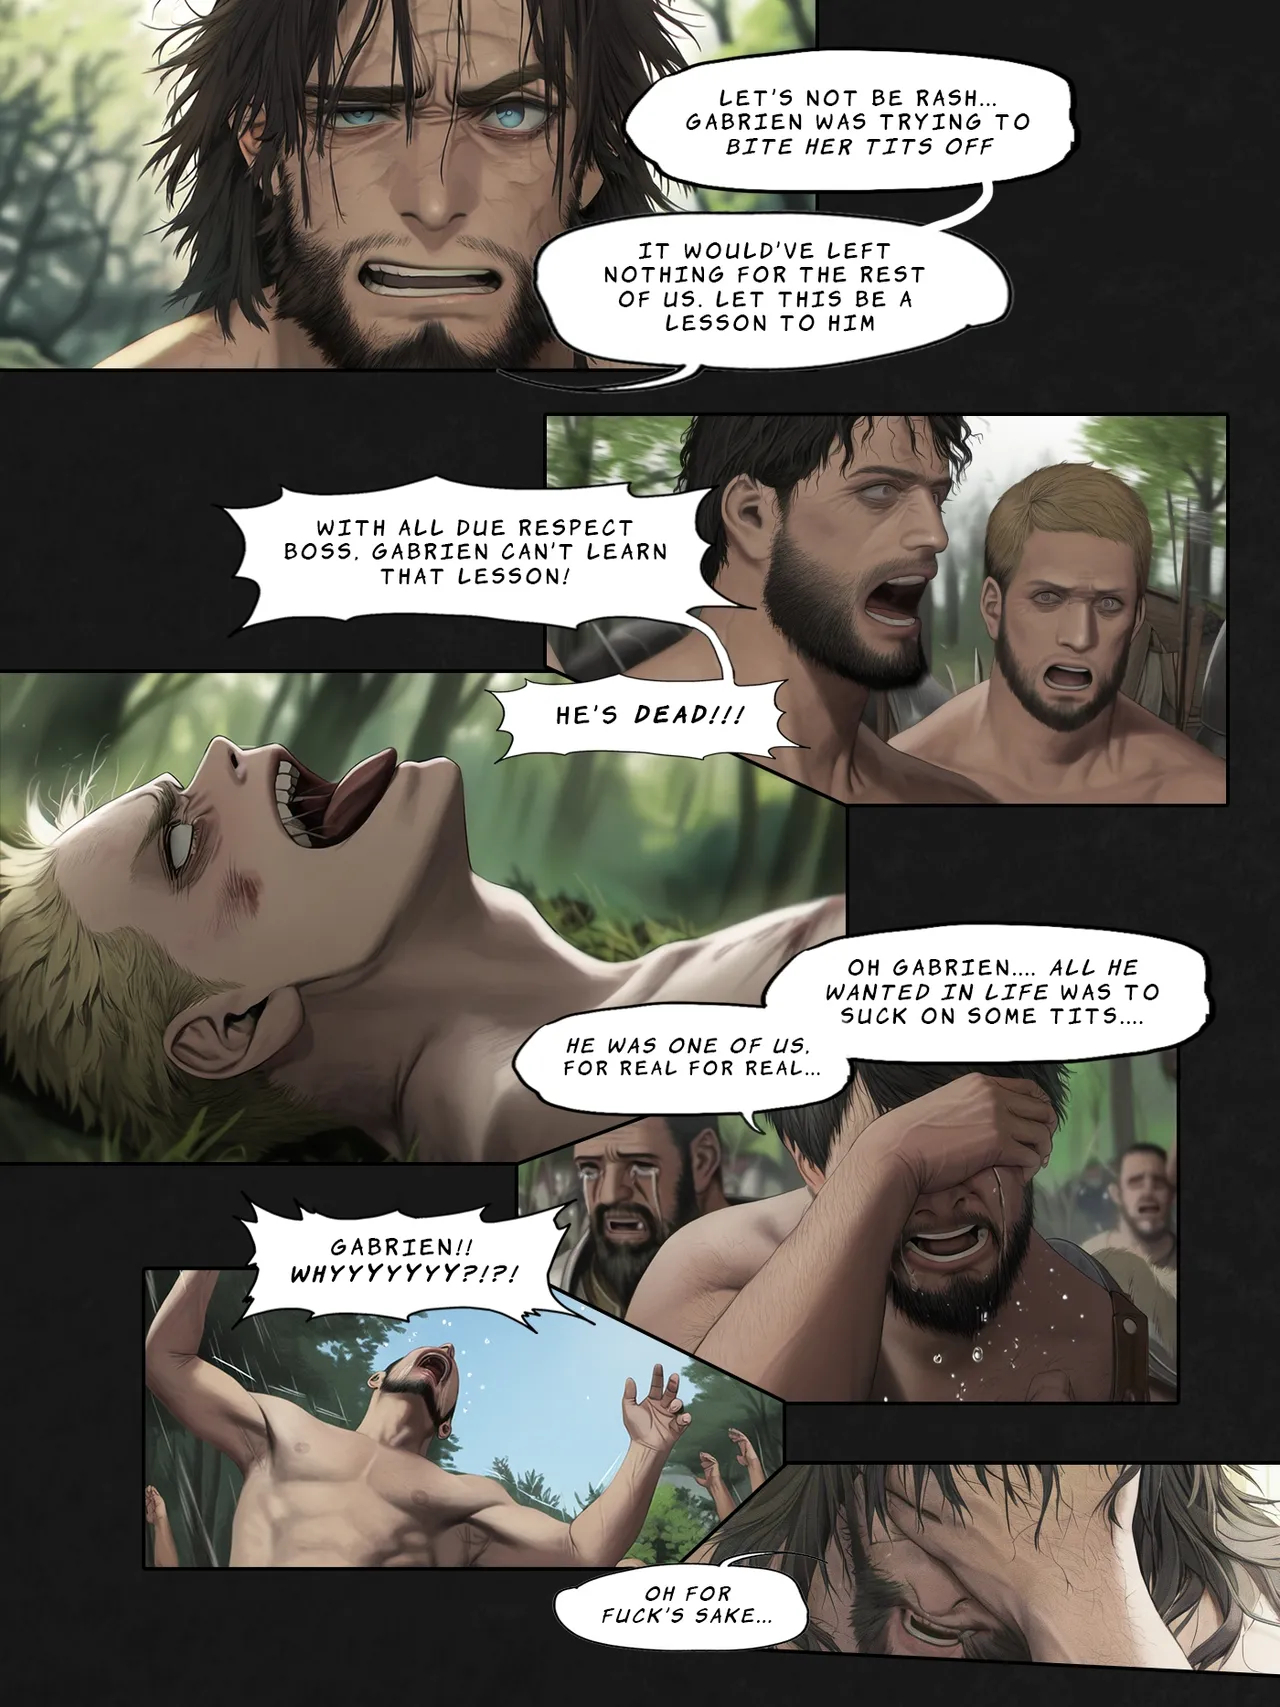 LET'S NOT BE RASH...
GABRIEN WAS TRYING TO
BITE HER TITS OFF
IT WOULD'VE LEFT
NOTHING FOR THE REST
OF US. LET THIS BE A
LESSON TO HIM
WITH ALL DUE RESPECT
BOSS, GABRIEN CAN'T LEARN
THAT LESSON!
HE'S DEAD!!!
OH GABRIEN.... ALL HE
WANTED IN LIFE WAS TO
SUCK ON SOME TITS....
HE WAS ONE OF US,
FOR REAL FOR REAL...
GABRIEN!!
WHYYYYYYY?!?!
OH FOR
FUCK'S SAKE...